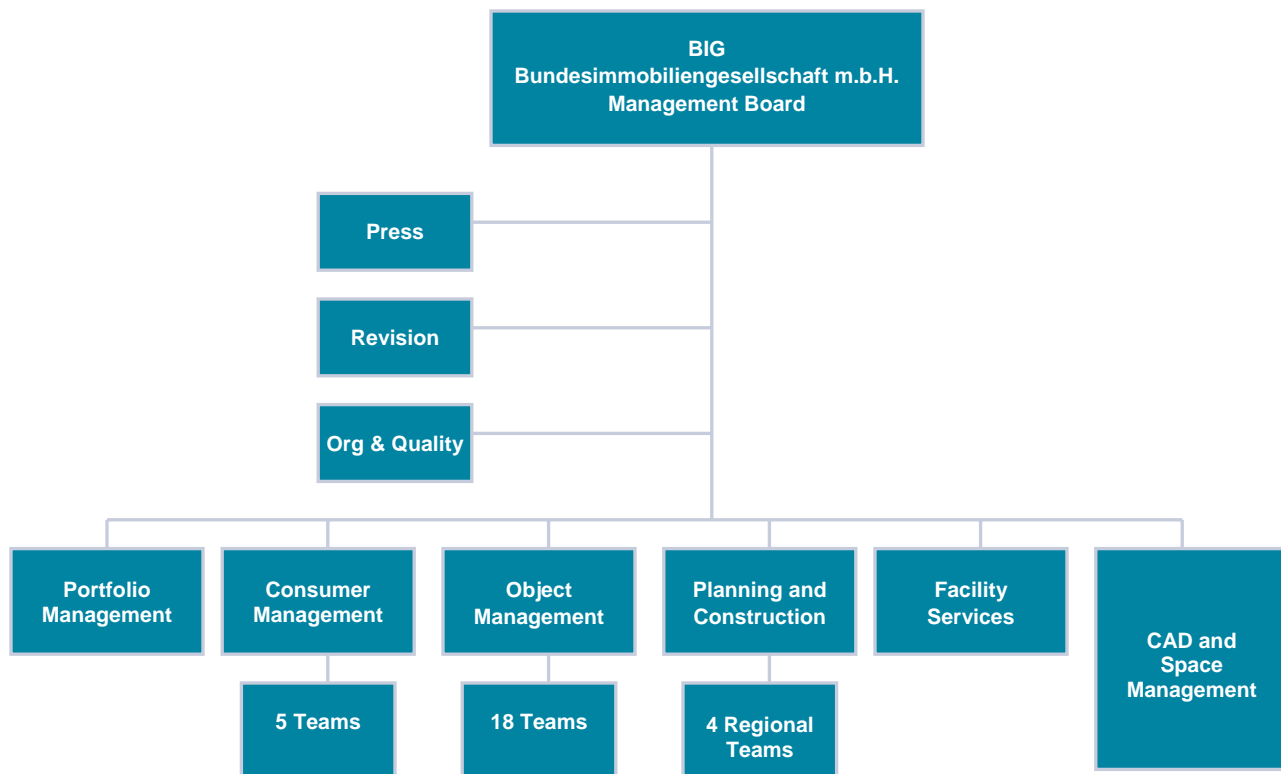 BIG
Bundesimmobiliengesellschaft m.b.H.
Management Board
Press
Revision
Org & Quality
Portfolio
Management
Consumer
Management
Object
Management
Planning and
Construction
Facility
Services
CAD and
Space
Management
5 Teams
18 Teams
4 Regional
Teams